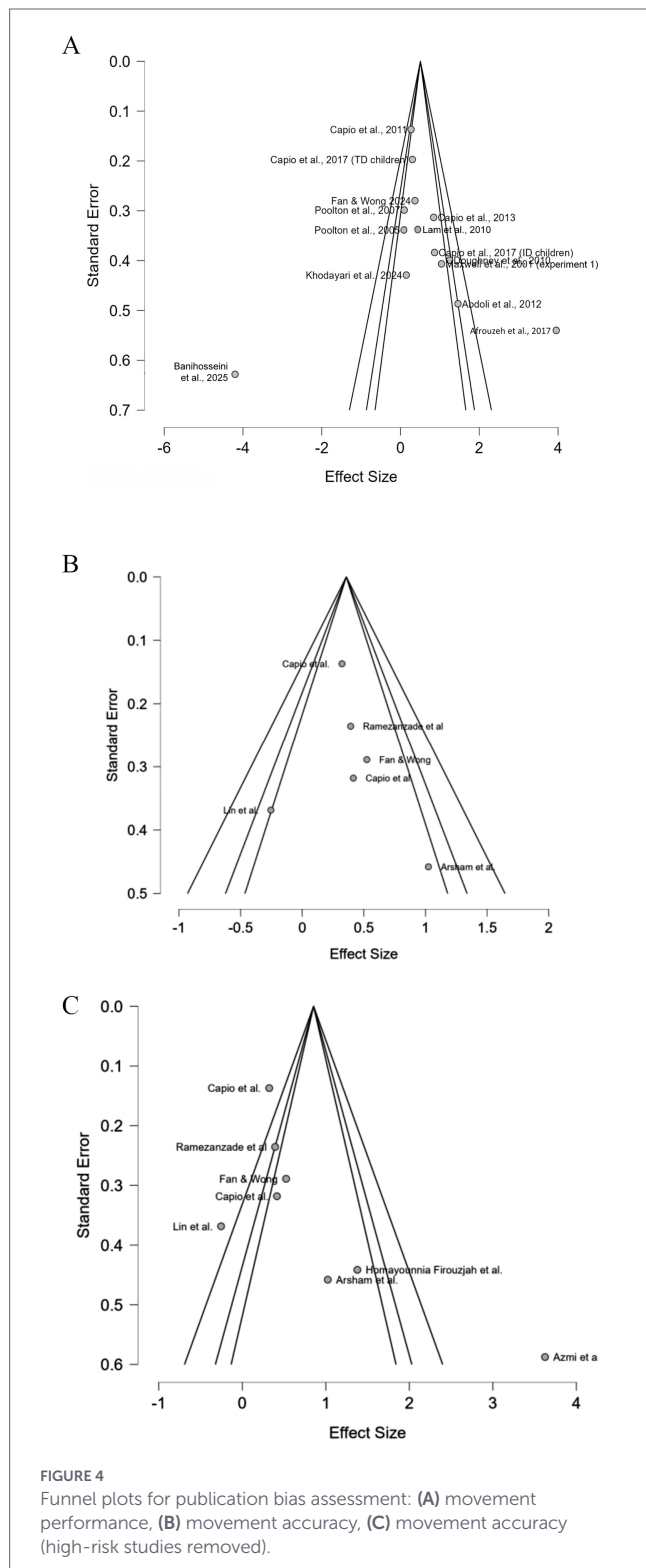 A
0.0
0.1
0.2
0.3
0.4
0.5
0.6
0.7
Standard Error
Capio et al., 2011
Capio et al., 2017 (TD children)
Fan & Wong 2024
Poolton et al., 2007
Capio et al., 2013
Poolton et al., 2005
Lam et al., 2010
Capio et al., 2017 (ID children)
Doughney et al., 2010
Maxwell et al., 2001 (experiment 1)
Khodayari et al., 2024
Abdoli et al., 2012
Afrouzeh et al., 2017
Banihosseini
et al., 2025
-6 -4 -2 0 2 4
Effect Size
B
0.0
0.1
0.2
0.3
0.4
0.5
Standard Error
Capio et al.
Ramezanzade et al
Fan & Wong
Capio et al
Lin et al.
Arsham et al.
-1 -0.5 0 0.5 1 1.5 2
Effect Size
C
0.0
0.1
0.2
0.3
0.4
0.5
0.6
Standard Error
Capio et al.
Ramezanzade et al
Fan & Wong
Capio et al.
Lin et al.
Homayounnia Firouzjah et al.
Arsham et al.
Azmi et a
-1 0 1 2 3 4
Effect Size
FIGURE 4
Funnel plots for publication bias assessment: (A) movement
performance, (B) movement accuracy, (C) movement accuracy
(high-risk studies removed).